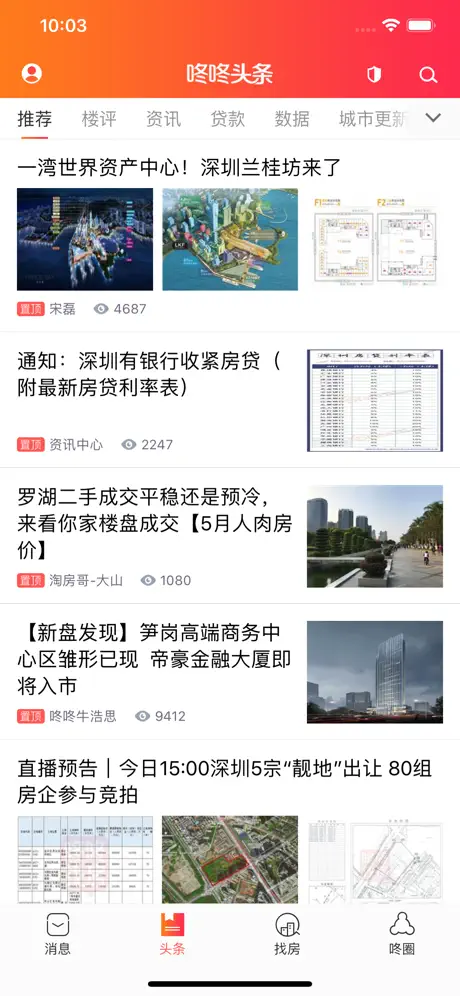 10:03
咚咚头条
推荐 楼评 资讯 贷款 数据 城市更新
一湾世界资产中心！深圳兰桂坊来了
LKF
F1
F2
置顶 宋磊 4687
通知：深圳有银行收紧房贷（
附最新房贷利率表）
深圳房贷利率表
置顶 资讯中心 2247
罗湖二手成交平稳还是预冷，
来看你家楼盘成交【5月人肉房
价】
置顶 淘房哥-大山 1080
【新盘发现】笋岗高端商务中
心区雏形已现 帝豪金融大厦即
将入市
置顶 咚咚牛浩思 9412
直播预告｜今日15:00深圳5宗“靓地”出让 80组
房企参与竞拍
消息 头条 找房 咚圈